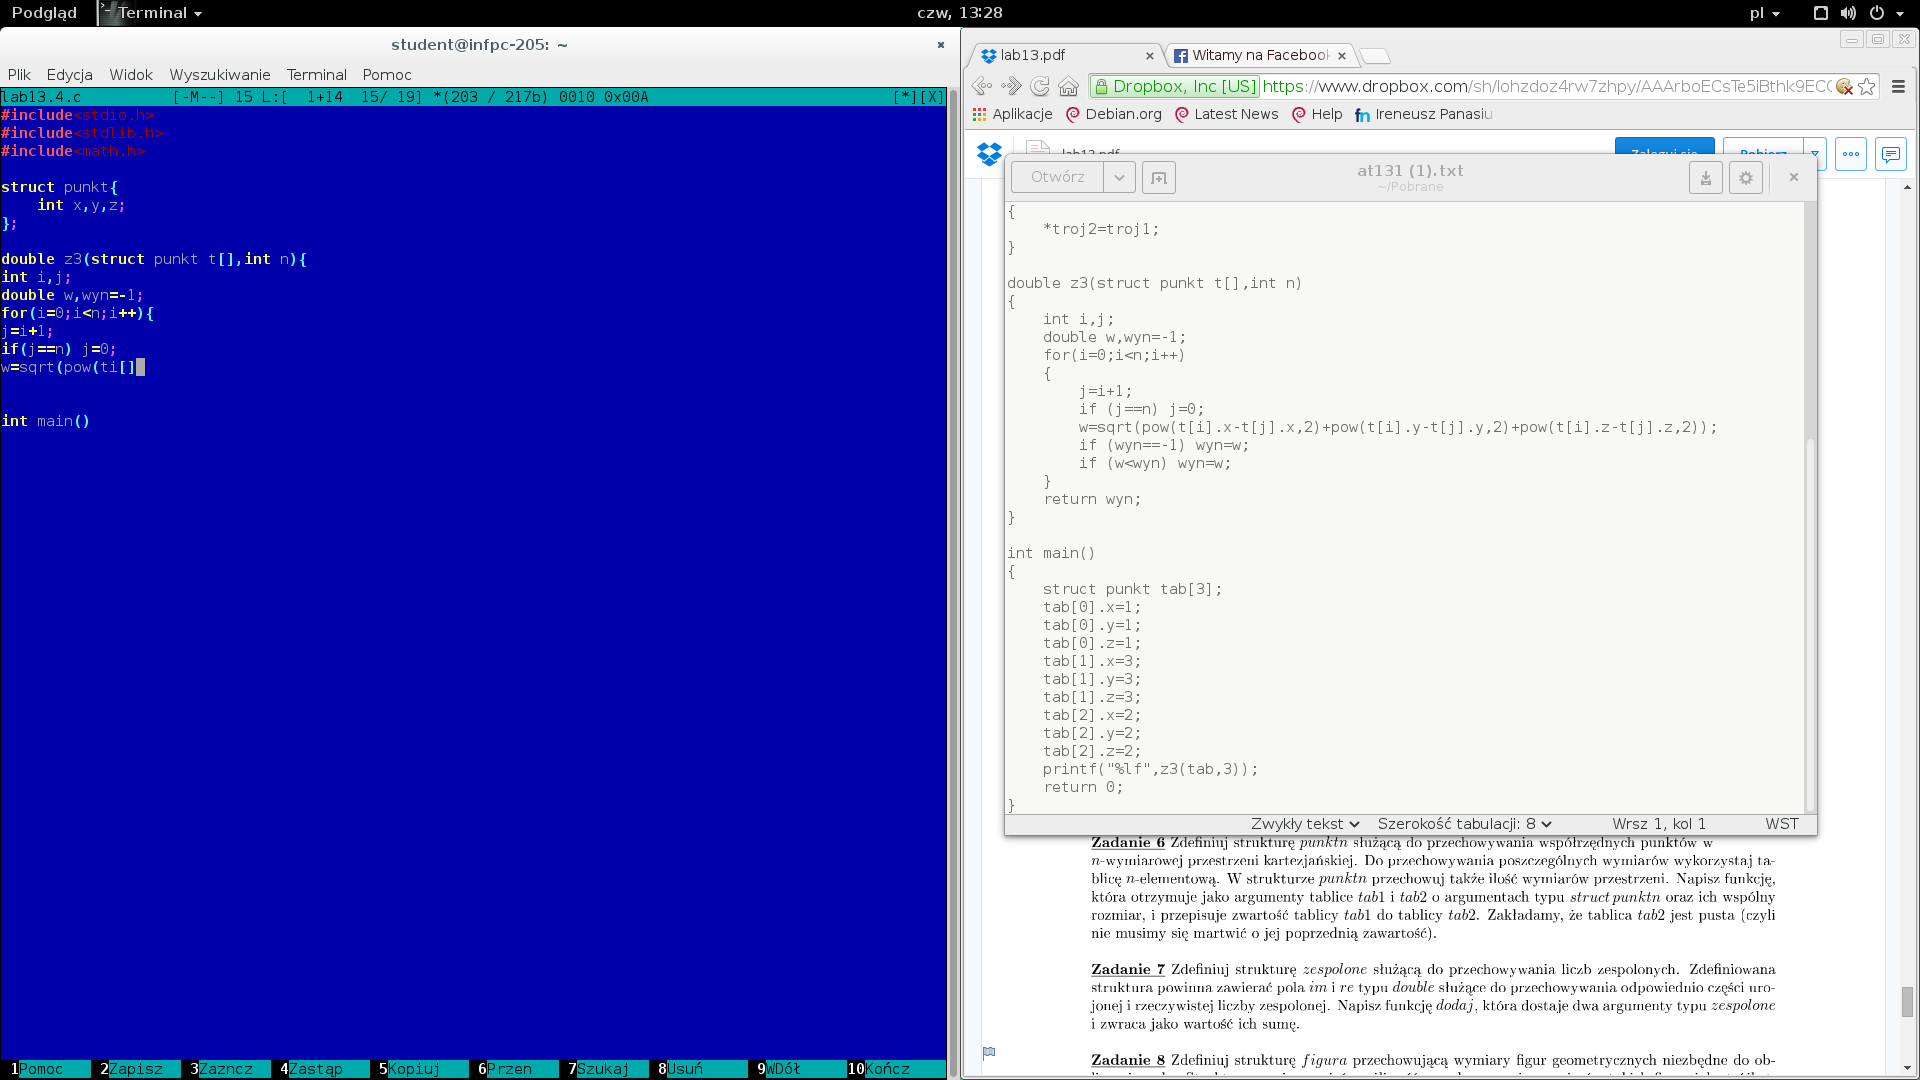 Podgląd Terminal czw, 13:28 pl
student@infpc-205: ~
Plik Edycja Widok Wyszukiwanie Terminal Pomoc
lab13.4.c [-M--] 15 L:[ 1+14 15/ 19] *(203 / 217b) 0010 0x00A [*][X]
#include<stdio.h>
#include<stdlib.h>
#include<math.h>
struct punkt{
int x,y,z;
};
double z3(struct punkt t[],int n){
int i,j;
double w,wyn=-1;
for(i=0;i<n;i++){
j=i+1;
if(j==n) j=0;
w=sqrt(pow(ti[]
int main()
1Pomoc 2Zapisz 3Zazncz 4Zastąp 5Kopiuj 6Przen 7Szukaj 8Usuń 9WDół 10Kończ
lab13.pdf Witamy na Facebook
Dropbox, Inc [US] https://www.dropbox.com/sh/lohzdoz4rw7zhpy/AAArboECsTe5iBthk9EC
Aplikacje Debian.org Latest News Help Ireneusz Panasiu
lab13.pdf Zaloguj się Pobierz
Otwórz at131 (1).txt
~/Pobrane
{
*troj2=troj1;
}
double z3(struct punkt t[],int n)
{
int i,j;
double w,wyn=-1;
for(i=0;i<n;i++)
{
j=i+1;
if (j==n) j=0;
w=sqrt(pow(t[i].x-t[j].x,2)+pow(t[i].y-t[j].y,2)+pow(t[i].z-t[j].z,2));
if (wyn==-1) wyn=w;
if (w<wyn) wyn=w;
}
return wyn;
}
int main()
{
struct punkt tab[3];
tab[0].x=1;
tab[0].y=1;
tab[0].z=1;
tab[1].x=3;
tab[1].y=3;
tab[1].z=3;
tab[2].x=2;
tab[2].y=2;
tab[2].z=2;
printf("%lf",z3(tab,3));
return 0;
}
Zwykły tekst Szerokość tabulacji: 8 Wrsz 1, kol 1 WST
Zadanie 6 Zdefiniuj strukturę punktn służącą do przechowywania współrzędnych punktów w
n-wymiarowej przestrzeni kartezjańskiej. Do przechowywania poszczególnych wymiarów wykorzystaj ta-
blicę n-elementową. W strukturze punktn przechowuj także ilość wymiarów przestrzeni. Napisz funkcję,
która otrzymuje jako argumenty tablice tab1 i tab2 o argumentach typu struct punktn oraz ich wspólny
rozmiar, i przepisuje zwartość tablicy tab1 do tablicy tab2. Zakładamy, że tablica tab2 jest pusta (czyli
nie musimy się martwić o jej poprzednią zawartość).
Zadanie 7 Zdefiniuj strukturę zespolone służącą do przechowywania liczb zespolonych. Zdefiniowana
struktura powinna zawierać pola im i re typu double służące do przechowywania odpowiednio części uro-
jonej i rzeczywistej liczby zespolonej. Napisz funkcję dodaj, która dostaje dwa argumenty typu zespolone
i zwraca jako wartość ich sumę.
Zadanie 8 Zdefiniuj strukturę figura przechowującą wymiary figur geometrycznych niezbędne do ob-